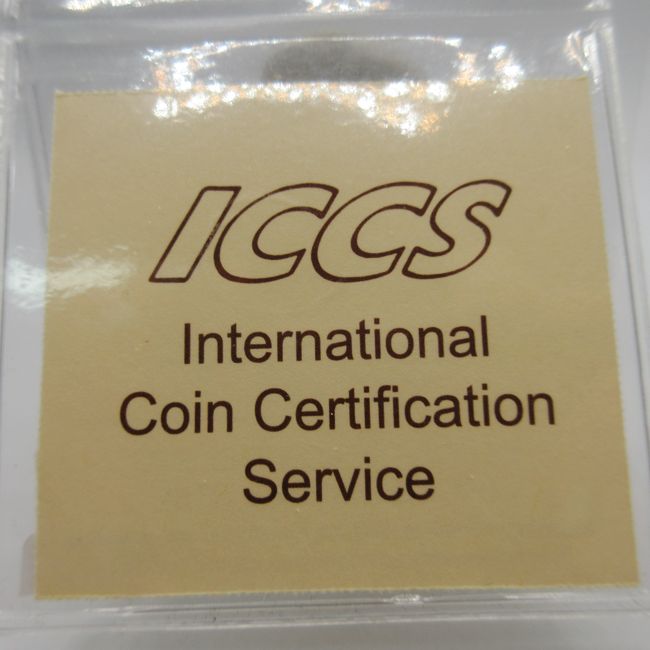 ICCS
International
Coin Certification
Service